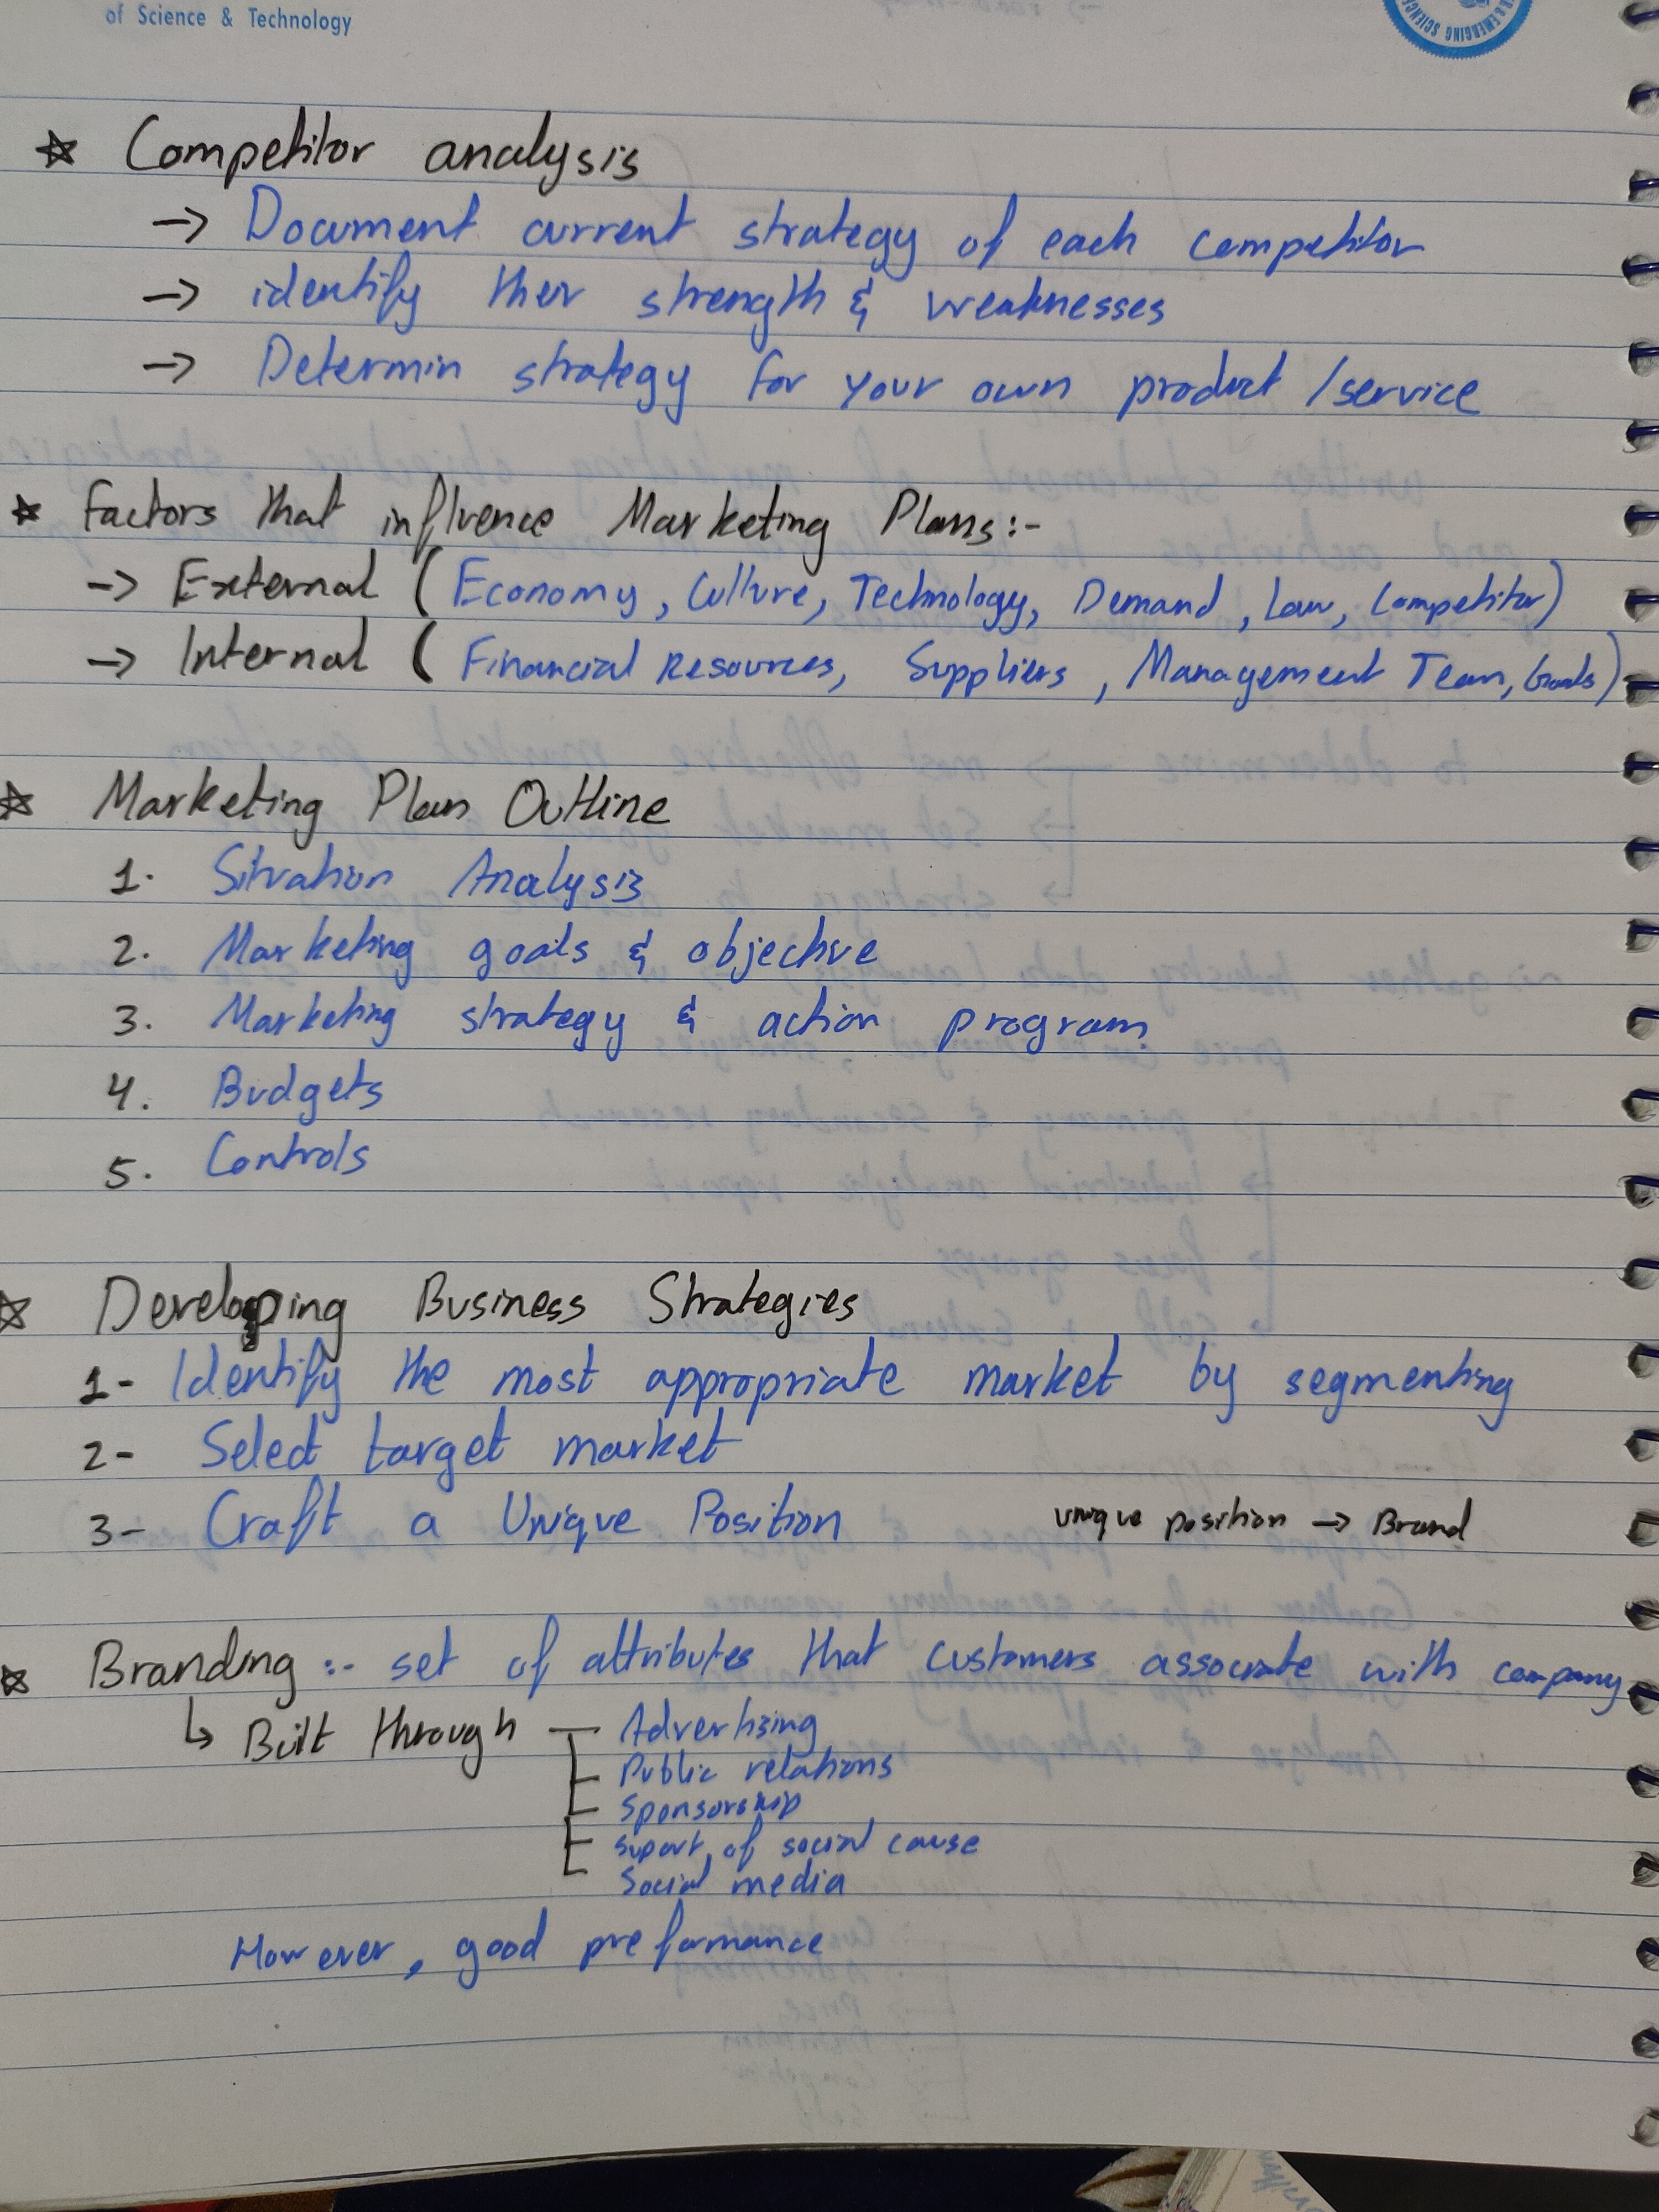 of Science & Technology
& EMERGING SCIENCE
☆ Competitor analysis
→ Document current strategy of each competitor
→ identify ther strength & weaknesses
→ Determin strategy for your own product /service
☆ Factors that influence Marketing Plans:-
→ External (Economy, Culture, Technology, Demand, Law, Competitor)
→ Internal (Financial Resources, Suppliers, Management Team, Goals)
☆ Marketing Plan Outline
1. Situation Analysis
2. Marketing goals & objective
3. Marketing strategy & action program
4. Budgets
5. Controls
☆ Developing Business Strategies
1- Identify the most appropriate market by segmenting
2- Select target market
3- Craft a Unique Position unique position → Brand
☆ Branding :- set of attributes that customers associate with company
↳ Built through — Advertising
Public relations
Sponsorship
Suport of social cause
Social media
However, good preformance